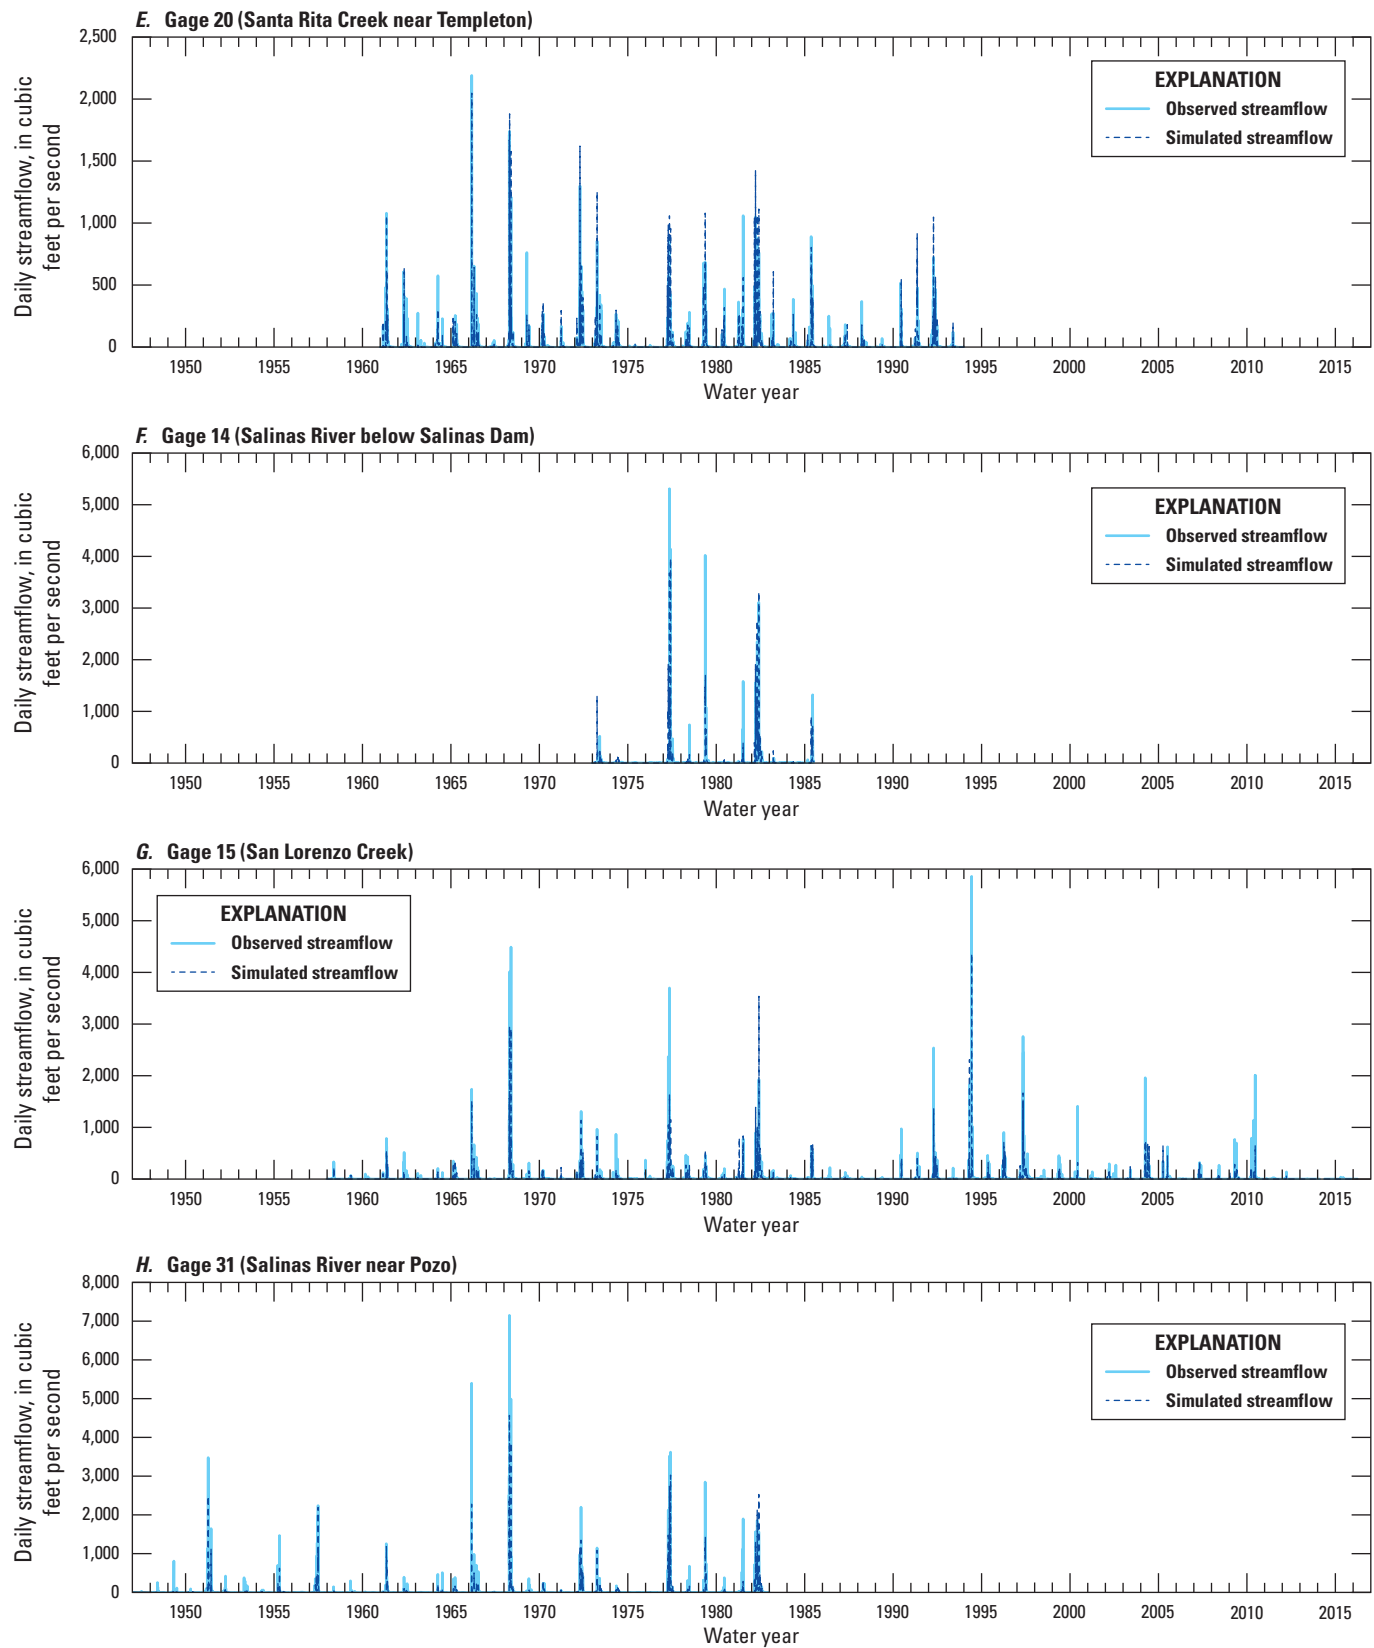 E. Gage 20 (Santa Rita Creek near Templeton)
Daily streamflow, in cubic
feet per second
2,500
2,000
1,500
1,000
500
0
EXPLANATION
Observed streamflow
Simulated streamflow
1950 1955 1960 1965 1970 1975 1980 1985 1990 1995 2000 2005 2010 2015
Water year
F. Gage 14 (Salinas River below Salinas Dam)
Daily streamflow, in cubic
feet per second
6,000
5,000
4,000
3,000
2,000
1,000
0
EXPLANATION
Observed streamflow
Simulated streamflow
1950 1955 1960 1965 1970 1975 1980 1985 1990 1995 2000 2005 2010 2015
Water year
G. Gage 15 (San Lorenzo Creek)
Daily streamflow, in cubic
feet per second
6,000
5,000
4,000
3,000
2,000
1,000
0
EXPLANATION
Observed streamflow
Simulated streamflow
1950 1955 1960 1965 1970 1975 1980 1985 1990 1995 2000 2005 2010 2015
Water year
H. Gage 31 (Salinas River near Pozo)
Daily streamflow, in cubic
feet per second
8,000
7,000
6,000
5,000
4,000
3,000
2,000
1,000
0
EXPLANATION
Observed streamflow
Simulated streamflow
1950 1955 1960 1965 1970 1975 1980 1985 1990 1995 2000 2005 2010 2015
Water year